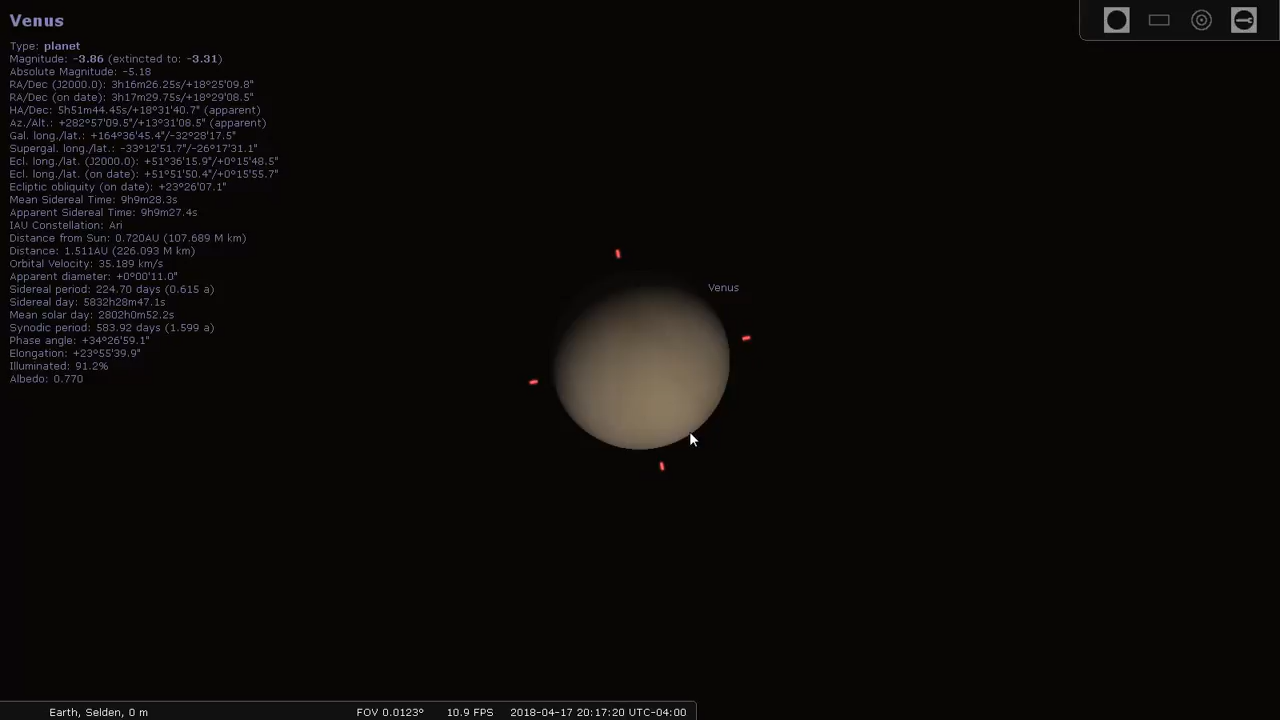 Venus
Type: planet
Magnitude: -3.86 (extincted to: -3.31)
Absolute Magnitude: -5.18
RA/Dec (J2000.0): 3h16m26.25s/+18°25'09.8"
RA/Dec (on date): 3h17m29.75s/+18°29'08.5"
HA/Dec: 5h51m44.45s/+18°31'40.7" (apparent)
Az./Alt.: +282°57'09.5"/+13°31'08.5" (apparent)
Gal. long./lat.: +164°36'45.4"/-32°28'17.5"
Supergal. long./lat.: -33°12'51.7"/-26°17'31.1"
Ecl. long./lat. (J2000.0): +51°36'15.9"/+0°15'48.5"
Ecl. long./lat. (on date): +51°51'50.4"/+0°15'55.7"
Ecliptic obliquity (on date): +23°26'07.1"
Mean Sidereal Time: 9h9m28.3s
Apparent Sidereal Time: 9h9m27.4s
IAU Constellation: Ari
Distance from Sun: 0.720AU (107.689 M km)
Distance: 1.511AU (226.093 M km)
Orbital Velocity: 35.189 km/s
Apparent diameter: +0°00'11.0"
Sidereal period: 224.70 days (0.615 a)
Sidereal day: 5832h28m47.1s
Mean solar day: 2802h0m52.2s
Synodic period: 583.92 days (1.599 a)
Phase angle: +34°26'59.1"
Elongation: +23°55'39.9"
Illuminated: 91.2%
Albedo: 0.770
Venus
Earth, Selden, 0 m FOV 0.0123° 10.9 FPS 2018-04-17 20:17:20 UTC-04:00